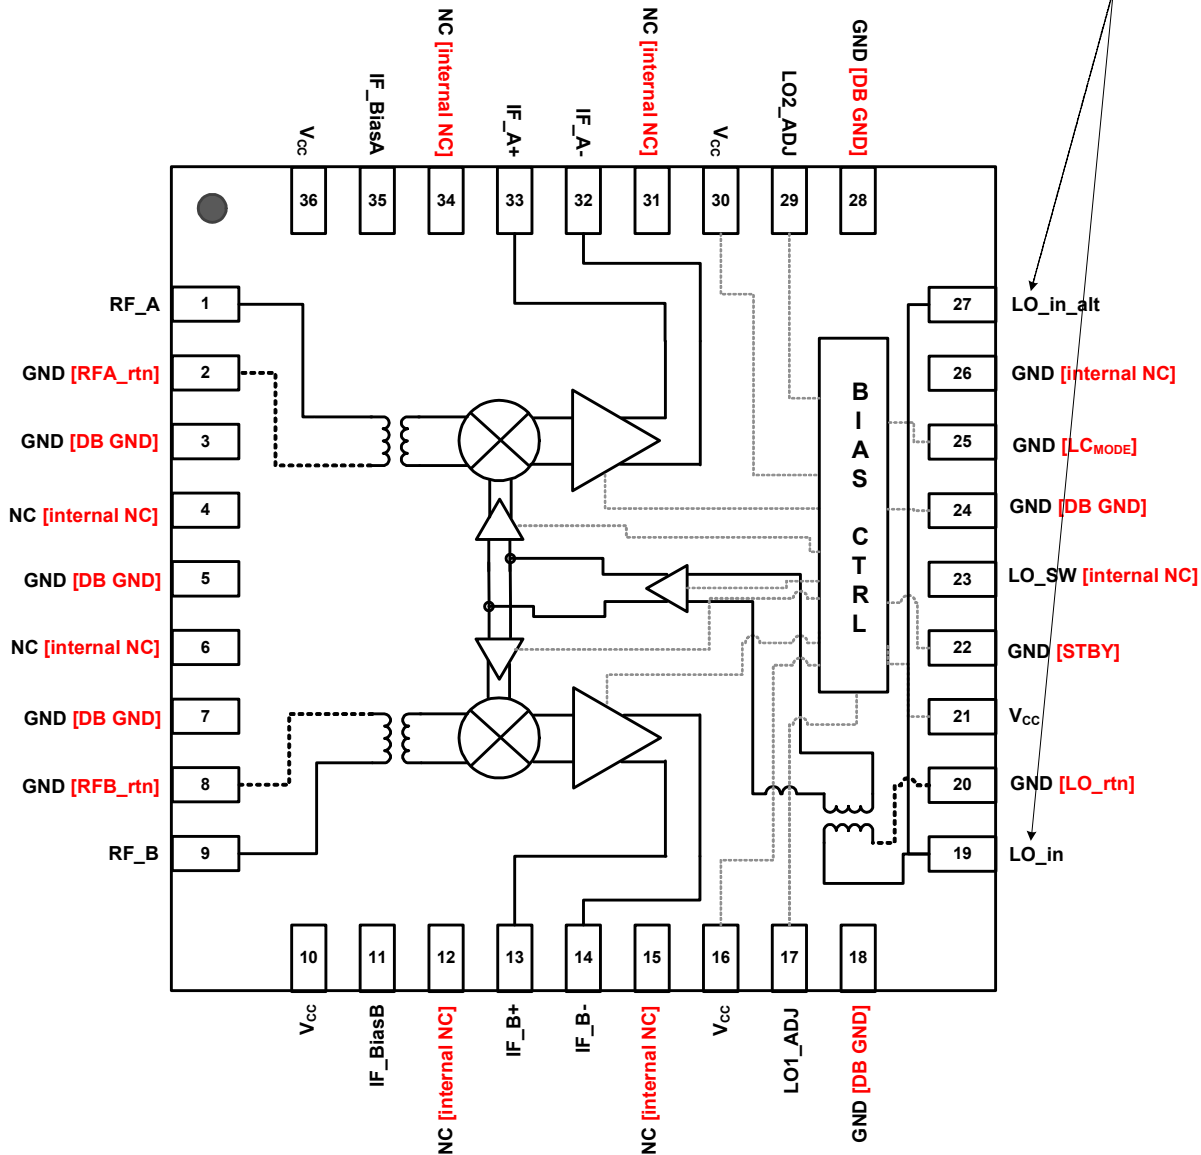 NC [internal NC]
NC [internal NC]
GND [DB GND]
IF_BiasA
IF_A+
IF_A-
LO2_ADJ
VCC
VCC
36
35
34
33
32
31
30
29
28
RF_A
1
27
LO_in_alt
GND [RFA_rtn]
2
26
GND [internal NC]
GND [DB GND]
3
25
GND [LCMODE]
NC [internal NC]
4
24
GND [DB GND]
GND [DB GND]
5
23
LO_SW [internal NC]
NC [internal NC]
6
22
GND [STBY]
GND [DB GND]
7
21
VCC
GND [RFB_rtn]
8
20
GND [LO_rtn]
RF_B
9
19
LO_in
BIAS
CTRL
10
11
12
13
14
15
16
17
18
VCC
IF_BiasB
NC [internal NC]
IF_B+
IF_B-
NC [internal NC]
VCC
LO1_ADJ
GND [DB GND]